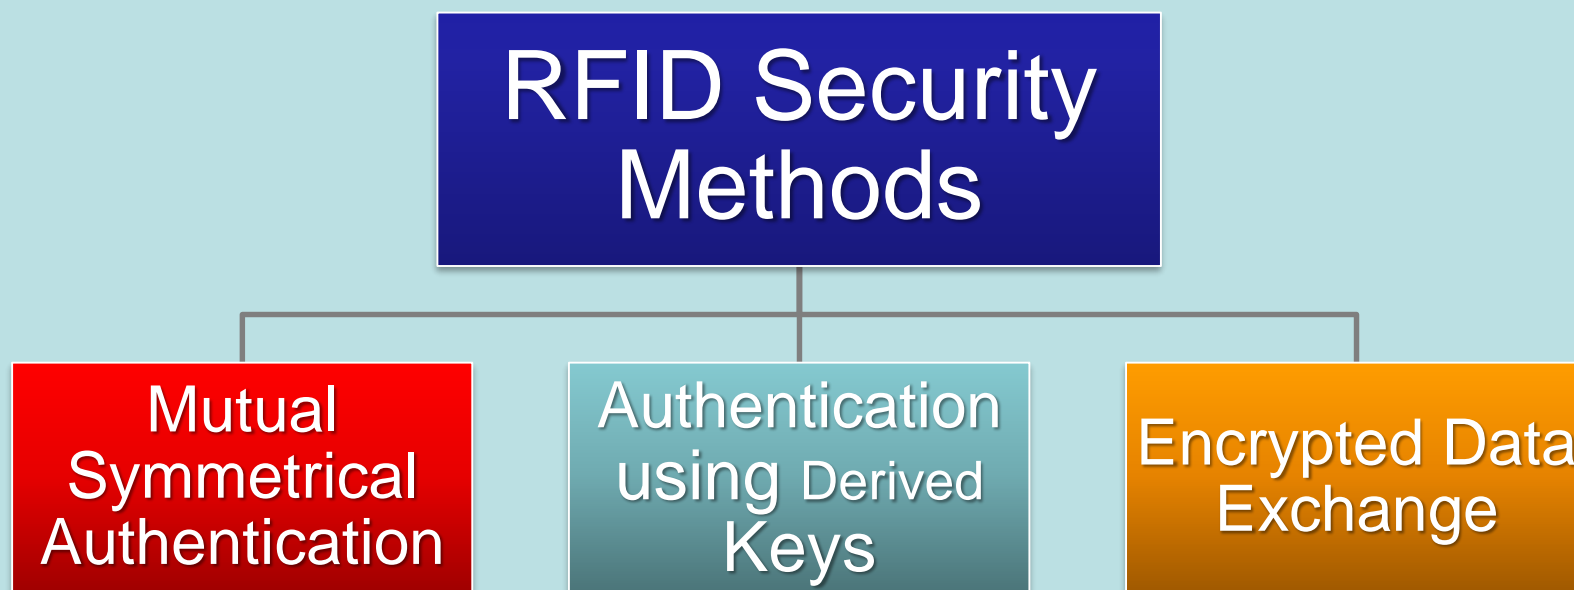 RFID Security
Methods
Mutual
Symmetrical
Authentication
Authentication
using Derived
Keys
Encrypted Data
Exchange